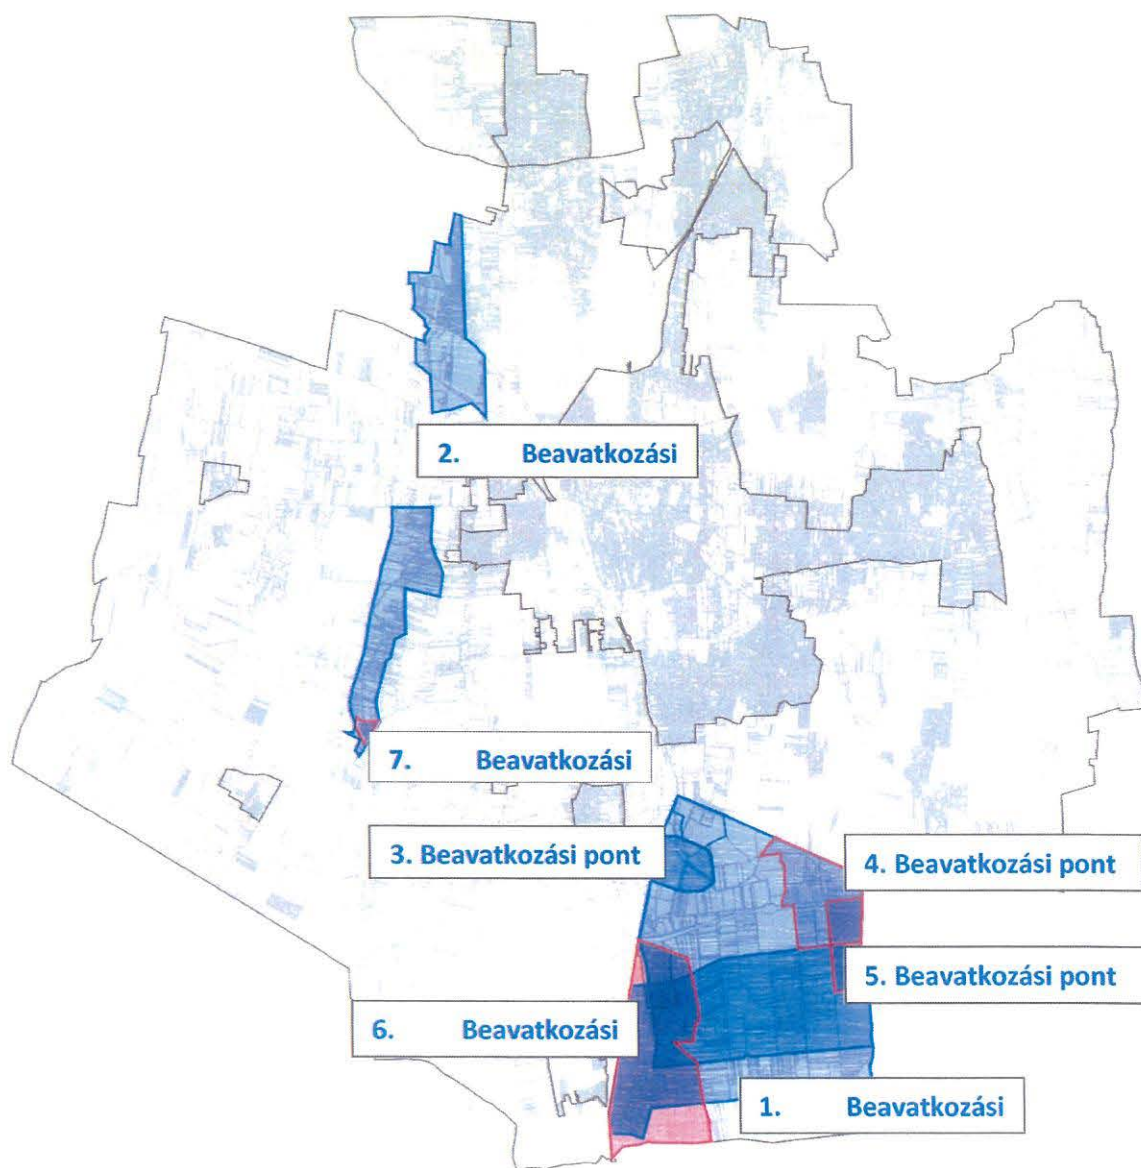 2. Beavatkozási
7. Beavatkozási
3. Beavatkozási pont
4. Beavatkozási pont
5. Beavatkozási pont
6. Beavatkozási
1. Beavatkozási